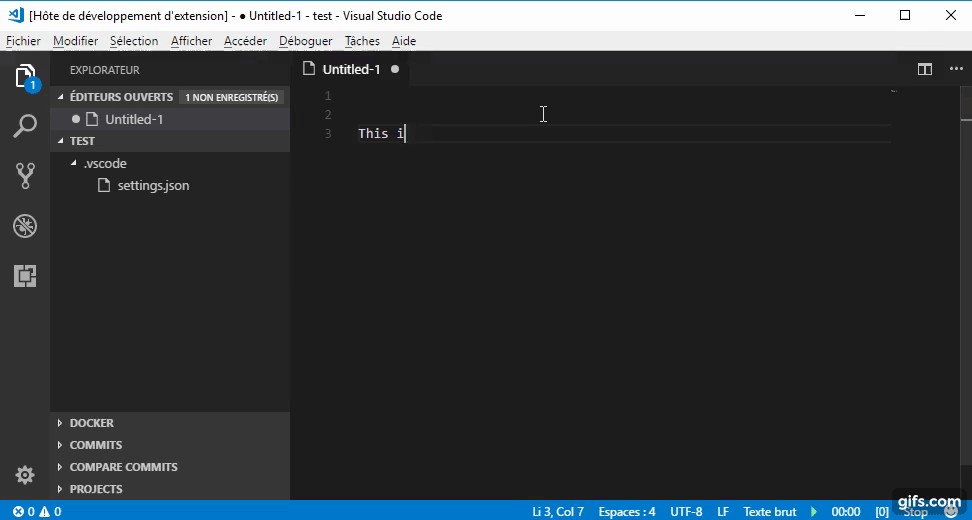 [Hôte de développement d'extension] - ● Untitled-1 - test - Visual Studio Code
Fichier Modifier Sélection Afficher Accéder Déboguer Tâches Aide
EXPLORATEUR
ÉDITEURS OUVERTS 1 NON ENREGISTRÉ(S)
Untitled-1
TEST
.vscode
settings.json
DOCKER
COMMITS
COMPARE COMMITS
PROJECTS
1
Untitled-1
1
2
3 This i
0 0
Li 3, Col 7 Espaces : 4 UTF-8 LF Texte brut 00:00 [0] Stop
gifs.com